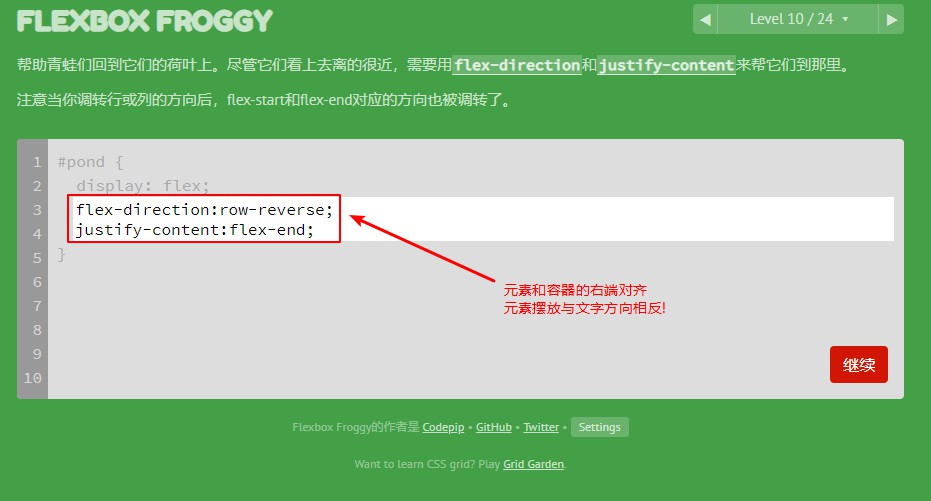 FLEXBOX FROGGY
Level 10 / 24
帮助青蛙们回到它们的荷叶上。尽管它们看上去离的很近，需要用flex-direction和justify-content来帮它们到那里。
注意当你调转行或列的方向后，flex-start和flex-end对应的方向也被调转了。
1 #pond {
2 display: flex;
3 flex-direction:row-reverse;
4 justify-content:flex-end;
5 }
6
7
8
9
10
元素和容器的右端对齐
元素摆放与文字方向相反!
继续
Flexbox Froggy的作者是 Codepip • GitHub • Twitter • Settings
Want to learn CSS grid? Play Grid Garden.